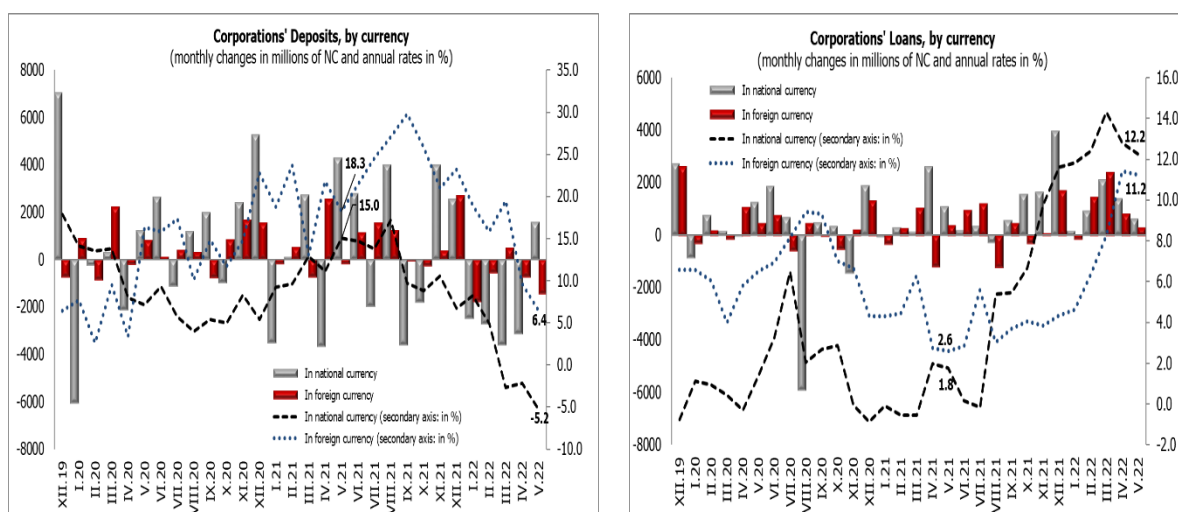 Corporations' Deposits, by currency
(monthly changes in millions of NC and annual rates in %)
8000
6000
4000
2000
0
-2000
-4000
-6000
-8000
35.0
30.0
25.0
20.0
15.0
10.0
5.0
0.0
-5.0
-10.0
18.3
15.0
6.4
-5.2
In national currency
In foreign currency
In national currency (secondary axis: in %)
In foreign currency (secondary axis: in %)
XII.19
I.20
II.20
III.20
IV.20
V.20
VI.20
VII.20
VIII.20
IX.20
X.20
XI.20
XII.20
I.21
II.21
III.21
IV.21
V.21
VI.21
VII.21
VIII.21
IX.21
X.21
XI.21
XII.21
I.22
II.22
III.22
IV.22
V.22
Corporations' Loans, by currency
(monthly changes in millions of NC and annual rates in %)
6000
4000
2000
0
-2000
-4000
-6000
-8000
16.0
14.0
12.0
10.0
8.0
6.0
4.0
2.0
0.0
-2.0
In national currency
In foreign currency
In national currency (secondary axis: in %)
In foreign currency (secondary axis: in %)
12.2
11.2
2.6
1.8
XII.19
I.20
II.20
III.20
IV.20
V.20
VI.20
VII.20
VIII.20
IX.20
X.20
XI.20
XII.20
I.21
II.21
III.21
IV.21
V.21
VI.21
VII.21
VIII.21
IX.21
X.21
XI.21
XII.21
I.22
II.22
III.22
IV.22
V.22